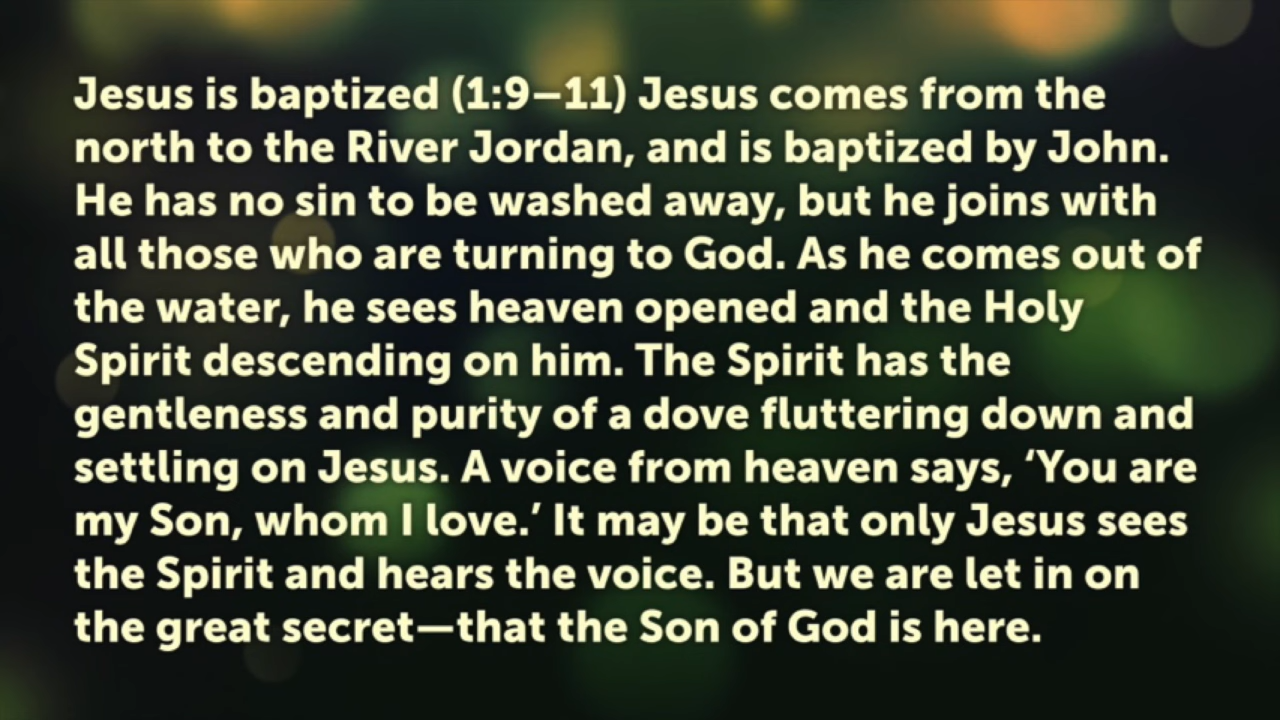 Jesus is baptized (1:9–11) Jesus comes from the
north to the River Jordan, and is baptized by John.
He has no sin to be washed away, but he joins with
all those who are turning to God. As he comes out of
the water, he sees heaven opened and the Holy
Spirit descending on him. The Spirit has the
gentleness and purity of a dove fluttering down and
settling on Jesus. A voice from heaven says, ‘You are
my Son, whom I love.’ It may be that only Jesus sees
the Spirit and hears the voice. But we are let in on
the great secret—that the Son of God is here.